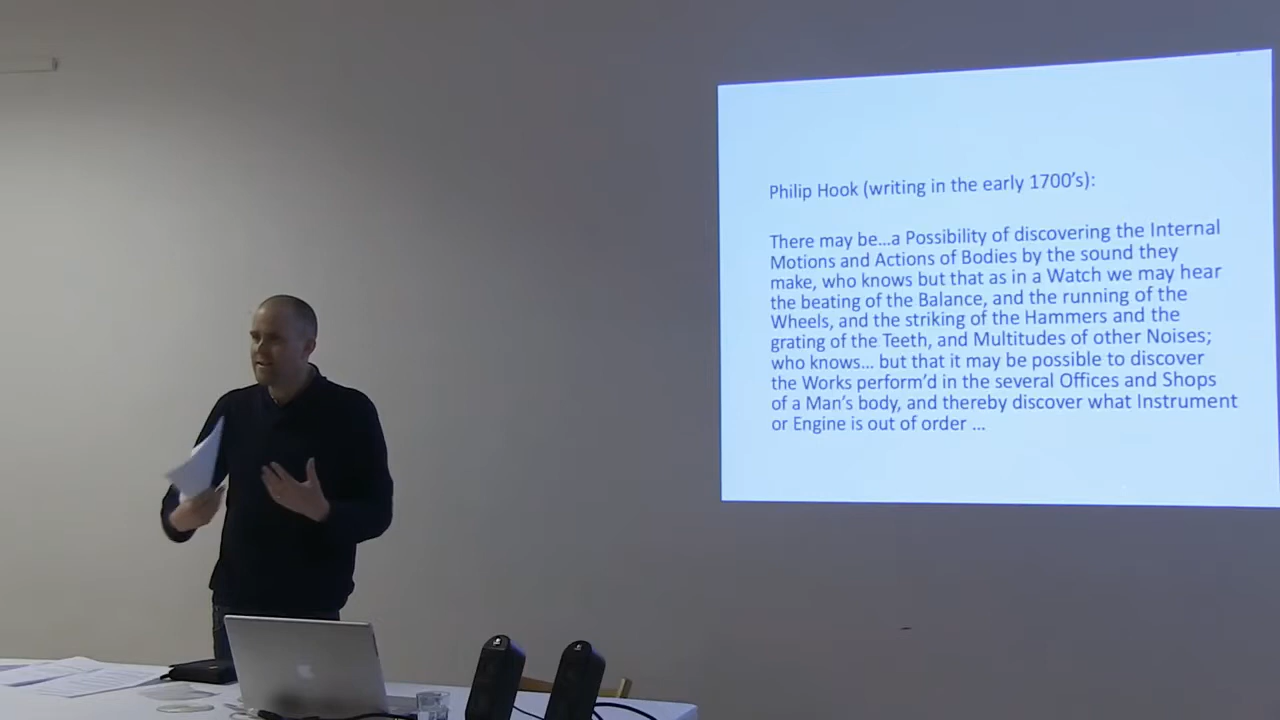 Philip Hook (writing in the early 1700's):
There may be...a Possibility of discovering the Internal
Motions and Actions of Bodies by the sound they
make, who knows but that as in a Watch we may hear
the beating of the Balance, and the running of the
Wheels, and the striking of the Hammers and the
grating of the Teeth, and Multitudes of other Noises;
who knows... but that it may be possible to discover
the Works perform'd in the several Offices and Shops
of a Man's body, and thereby discover what Instrument
or Engine is out of order ...